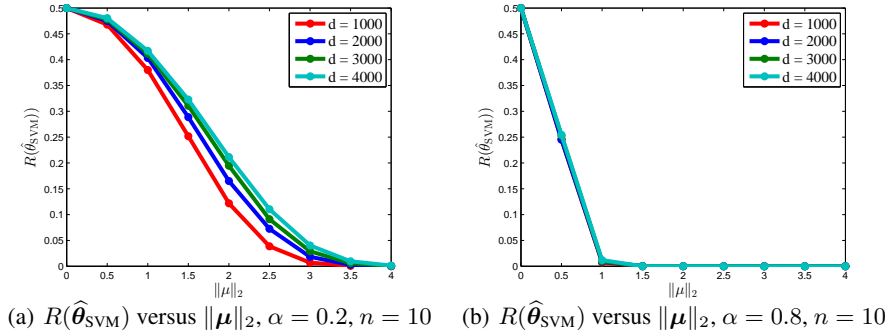 0.5
0.45
0.4
0.35
0.3
0.25
0.2
0.15
0.1
0.05
0
R(θ̂_SVM))
0 0.5 1 1.5 2 2.5 3 3.5 4
‖μ‖₂
d = 1000
d = 2000
d = 3000
d = 4000
(a) R(θ̂_SVM) versus ‖μ‖₂, α = 0.2, n = 10
0.5
0.45
0.4
0.35
0.3
0.25
0.2
0.15
0.1
0.05
0
R(θ̂_SVM))
0 0.5 1 1.5 2 2.5 3 3.5 4
‖μ‖₂
d = 1000
d = 2000
d = 3000
d = 4000
(b) R(θ̂_SVM) versus ‖μ‖₂, α = 0.8, n = 10